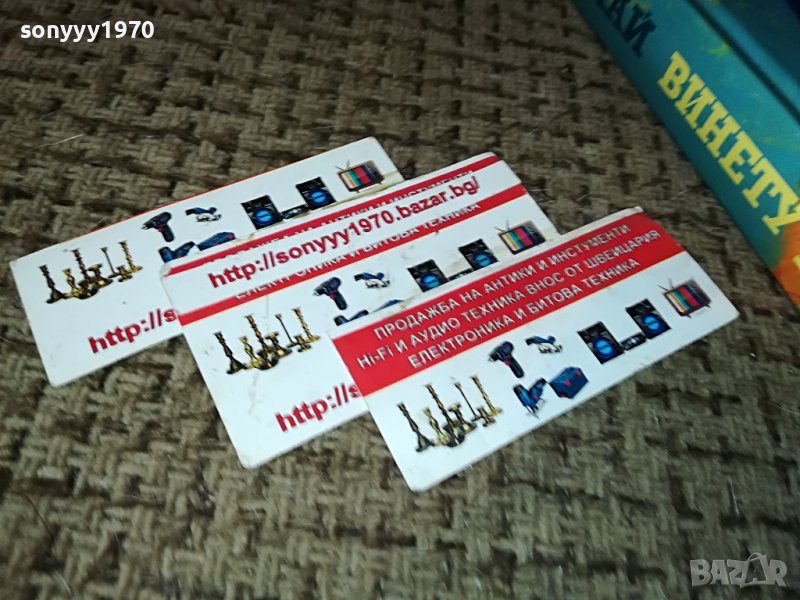 sonyyy1970
АЙ
ВИНЕТУ
http://s
http://sonyyy1970.bazar.bg/
ЕЛЕКТРОНИКА И БИТОВА ТЕХНИКА
http://s
ПРОДАЖБА НА АНТИКИ И ИНСТУМЕНТИ
Hi-Fi И АУДИО ТЕХНИКА ВНОС ОТ ШВЕЙЦАРИЯ
ЕЛЕКТРОНИКА И БИТОВА ТЕХНИКА
BAZAR